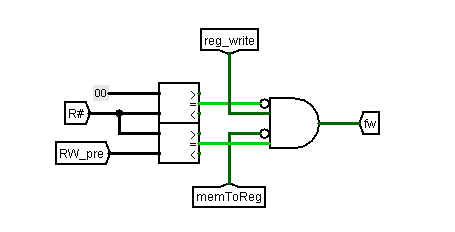 reg_write
00
>
=
<
R#
>
=
<
RW_pre
fw
memToReg